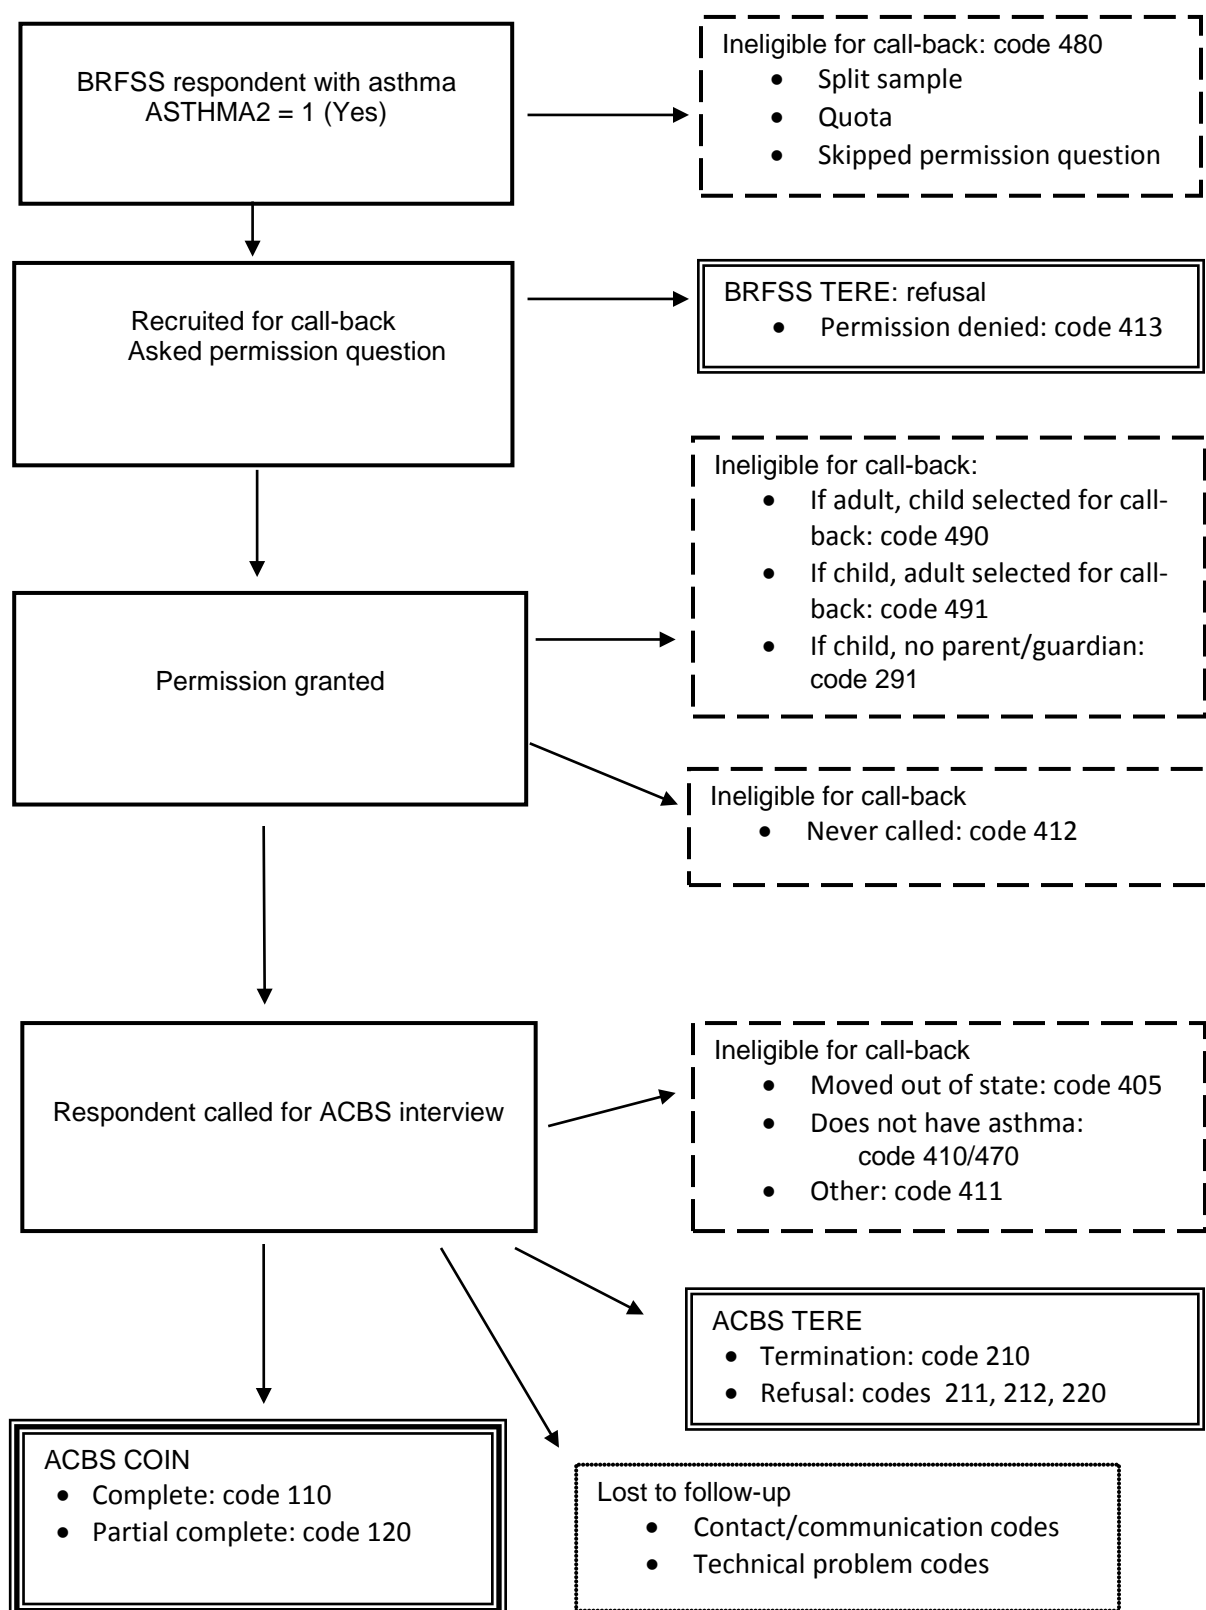 BRFSS respondent with asthma
ASTHMA2 = 1 (Yes)
Ineligible for call-back: code 480
• Split sample
• Quota
• Skipped permission question
Recruited for call-back
Asked permission question
BRFSS TERE: refusal
• Permission denied: code 413
Ineligible for call-back:
• If adult, child selected for call-
back: code 490
• If child, adult selected for call-
back: code 491
• If child, no parent/guardian:
code 291
Permission granted
Ineligible for call-back
• Never called: code 412
Respondent called for ACBS interview
Ineligible for call-back
• Moved out of state: code 405
• Does not have asthma:
code 410/470
• Other: code 411
ACBS TERE
• Termination: code 210
• Refusal: codes 211, 212, 220
ACBS COIN
• Complete: code 110
• Partial complete: code 120
Lost to follow-up
• Contact/communication codes
• Technical problem codes